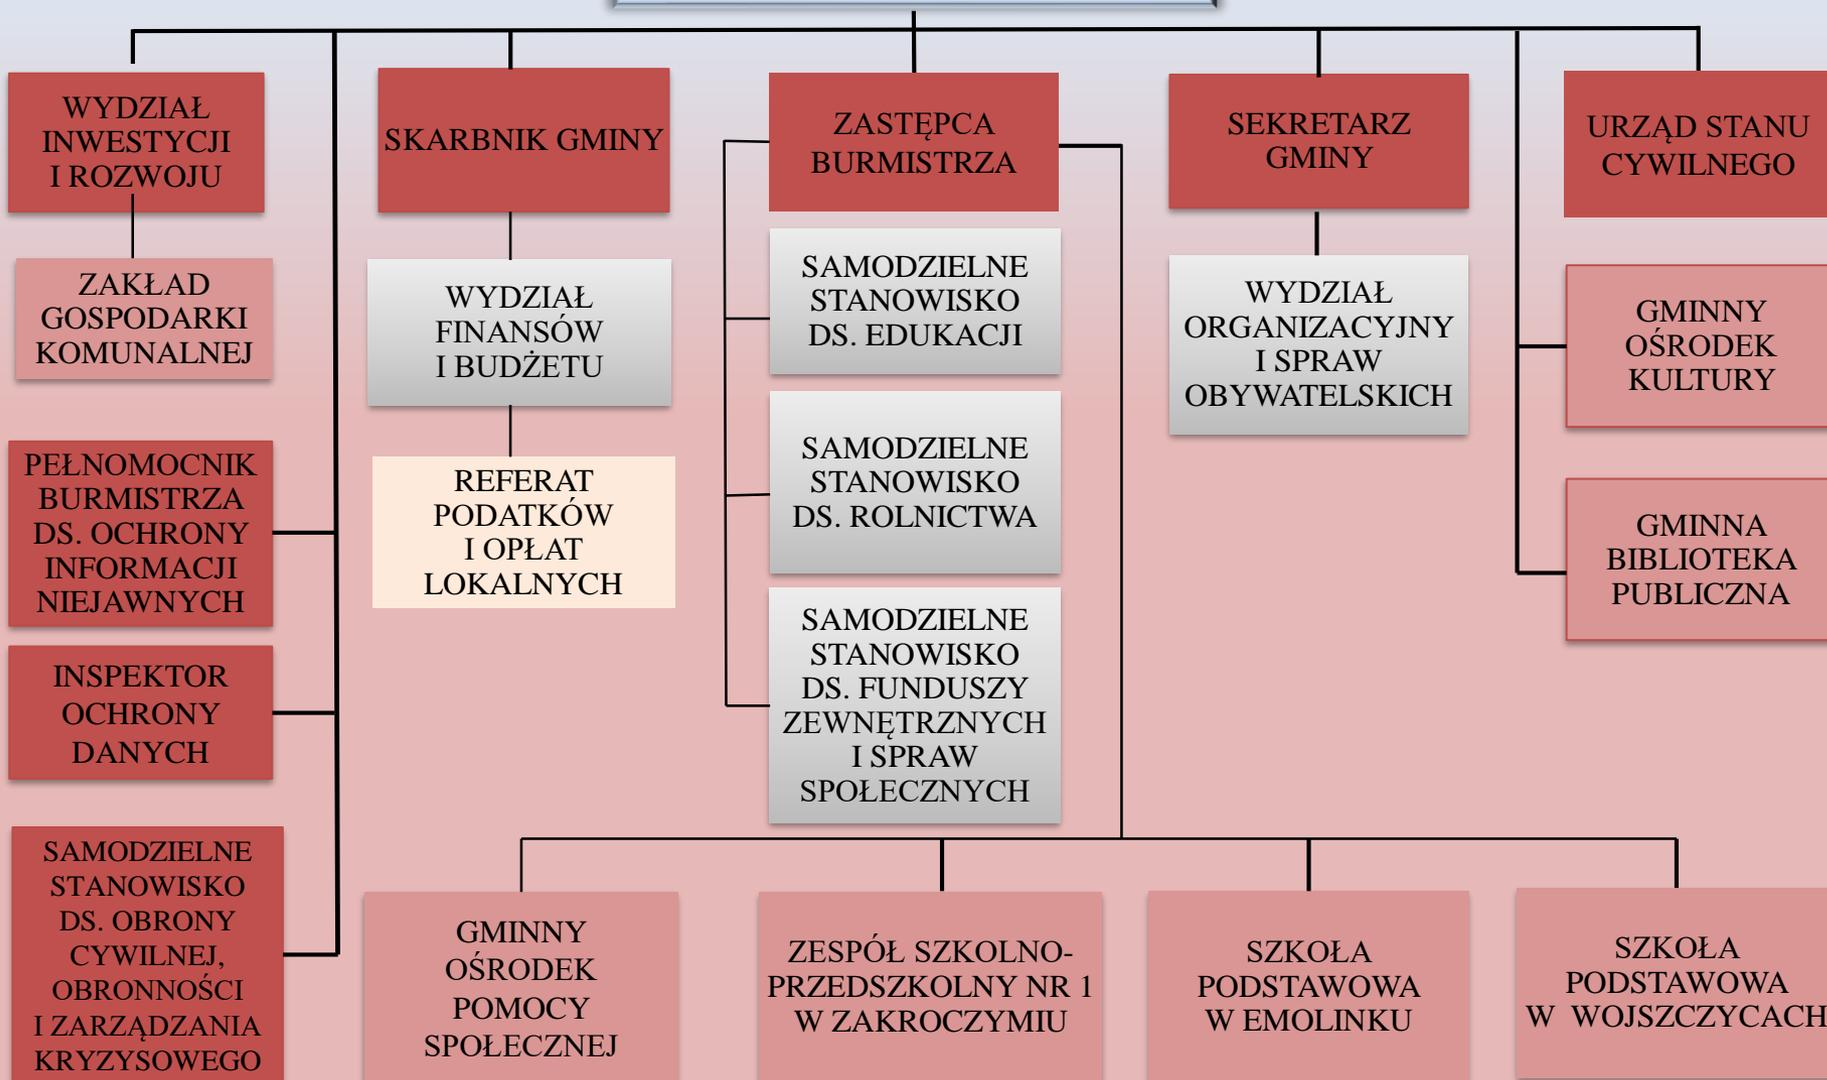 WYDZIAŁ
INWESTYCJI
I ROZWOJU
SKARBNIK GMINY
ZASTĘPCA
BURMISTRZA
SEKRETARZ
GMINY
URZĄD STANU
CYWILNEGO
ZAKŁAD
GOSPODARKI
KOMUNALNEJ
WYDZIAŁ
FINANSÓW
I BUDŻETU
SAMODZIELNE
STANOWISKO
DS. EDUKACJI
WYDZIAŁ
ORGANIZACYJNY
I SPRAW
OBYWATELSKICH
GMINNY
OŚRODEK
KULTURY
PEŁNOMOCNIK
BURMISTRZA
DS. OCHRONY
INFORMACJI
NIEJAWNYCH
REFERAT
PODATKÓW
I OPŁAT
LOKALNYCH
SAMODZIELNE
STANOWISKO
DS. ROLNICTWA
GMINNA
BIBLIOTEKA
PUBLICZNA
INSPEKTOR
OCHRONY
DANYCH
SAMODZIELNE
STANOWISKO
DS. FUNDUSZY
ZEWNĘTRZNYCH
I SPRAW
SPOŁECZNYCH
SAMODZIELNE
STANOWISKO
DS. OBRONY
CYWILNEJ,
OBRONNOŚCI
I ZARZĄDZANIA
KRYZYSOWEGO
GMINNY
OŚRODEK
POMOCY
SPOŁECZNEJ
ZESPÓŁ SZKOLNO-
PRZEDSZKOLNY NR 1
W ZAKROCZYMIU
SZKOŁA
PODSTAWOWA
W EMOLINKU
SZKOŁA
PODSTAWOWA
W WOJSZCZYCACH